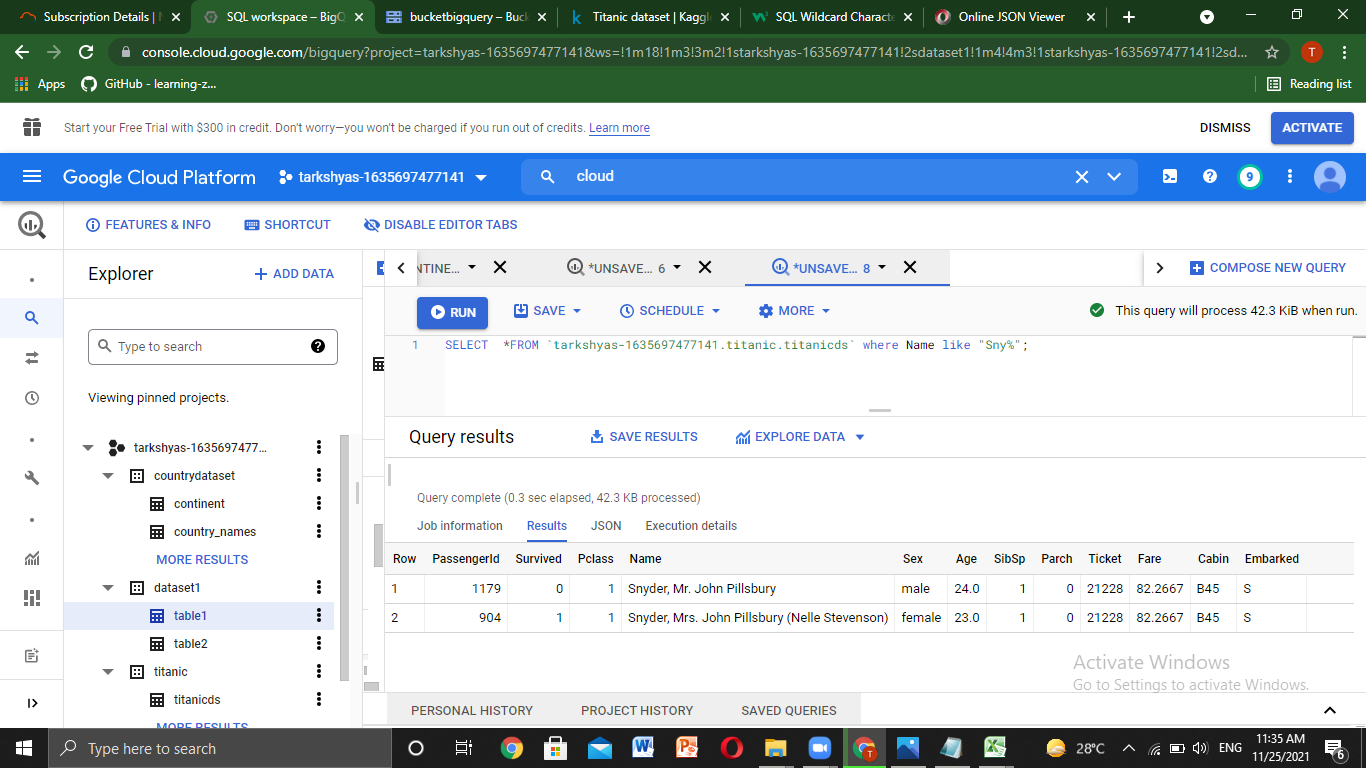 Subscription Details | N
SQL workspace – BigQ
bucketbigquery – Buck
Titanic dataset | Kaggle
SQL Wildcard Characte
Online JSON Viewer
console.cloud.google.com/bigquery?project=tarkshyas-1635697477141&ws=!1m18!1m3!3m2!1starkshyas-1635697477141!2sdataset1!1m4!4m3!1starkshyas-1635697477141!2sd...
T
Apps
GitHub - learning-z...
Reading list
Start your Free Trial with $300 in credit. Don't worry—you won't be charged if you run out of credits. Learn more
DISMISS
ACTIVATE
Google Cloud Platform
tarkshyas-1635697477141
cloud
9
FEATURES & INFO
SHORTCUT
DISABLE EDITOR TABS
Explorer
+ ADD DATA
NTINE...
*UNSAVE... 6
*UNSAVE... 8
COMPOSE NEW QUERY
RUN
SAVE
SCHEDULE
MORE
This query will process 42.3 KiB when run.
Type to search
1 SELECT *FROM `tarkshyas-1635697477141.titanic.titanicds` where Name like "Sny%";
Viewing pinned projects.
tarkshyas-1635697477...
countrydataset
continent
country_names
MORE RESULTS
dataset1
table1
table2
titanic
titanicds
MORE RESULTS
Query results
SAVE RESULTS
EXPLORE DATA
Query complete (0.3 sec elapsed, 42.3 KB processed)
Job information Results JSON Execution details
Row PassengerId Survived Pclass Name Sex Age SibSp Parch Ticket Fare Cabin Embarked
1 1179 0 1 Snyder, Mr. John Pillsbury male 24.0 1 0 21228 82.2667 B45 S
2 904 1 1 Snyder, Mrs. John Pillsbury (Nelle Stevenson) female 23.0 1 0 21228 82.2667 B45 S
Activate Windows
Go to Settings to activate Windows.
PERSONAL HISTORY PROJECT HISTORY SAVED QUERIES
Type here to search
28°C
ENG
11:35 AM
11/25/2021
6